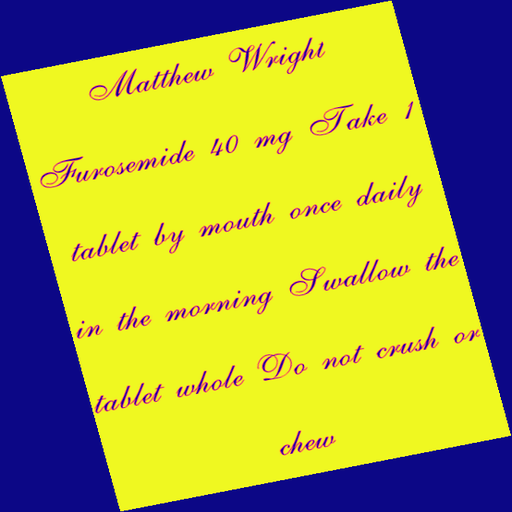 Matthew Wright
Furosemide 40 mg Take 1
tablet by mouth once daily
in the morning Swallow the
tablet whole Do not crush or
chew